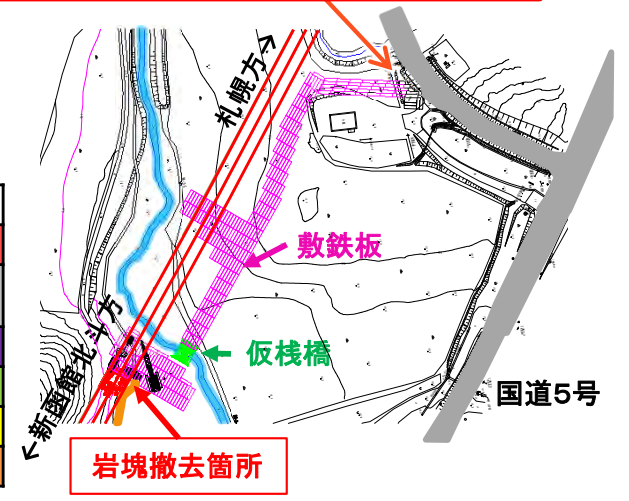 札幌方→
敷鉄板
仮桟橋
国道5号
←新函館北斗方
岩塊撤去箇所